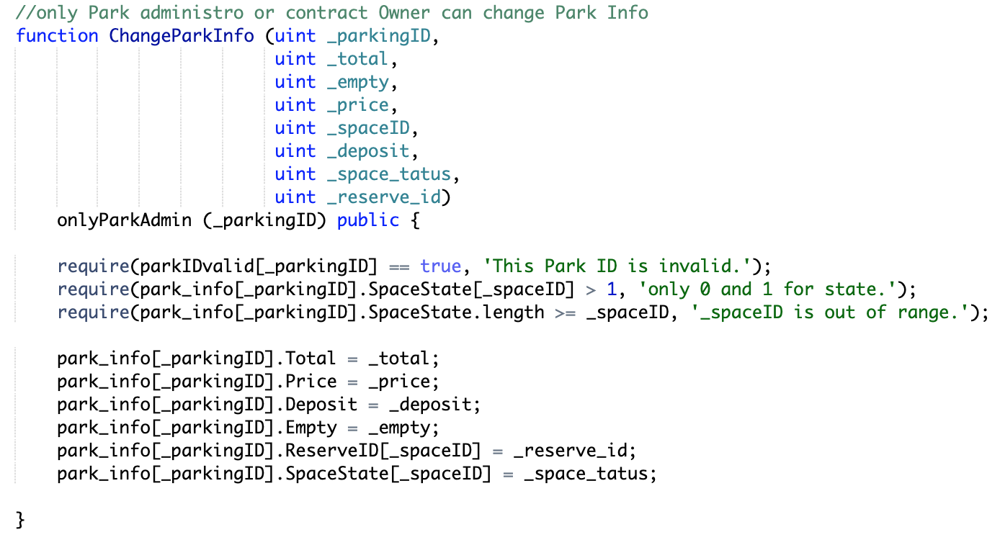 //only Park administro or contract Owner can change Park Info
function ChangeParkInfo (uint _parkingID,
uint _total,
uint _empty,
uint _price,
uint _spaceID,
uint _deposit,
uint _space_tatus,
uint _reserve_id)
onlyParkAdmin (_parkingID) public {
require(parkIDvalid[_parkingID] == true, 'This Park ID is invalid.');
require(park_info[_parkingID].SpaceState[_spaceID] > 1, 'only 0 and 1 for state.');
require(park_info[_parkingID].SpaceState.length >= _spaceID, '_spaceID is out of range.');
park_info[_parkingID].Total = _total;
park_info[_parkingID].Price = _price;
park_info[_parkingID].Deposit = _deposit;
park_info[_parkingID].Empty = _empty;
park_info[_parkingID].ReserveID[_spaceID] = _reserve_id;
park_info[_parkingID].SpaceState[_spaceID] = _space_tatus;
}